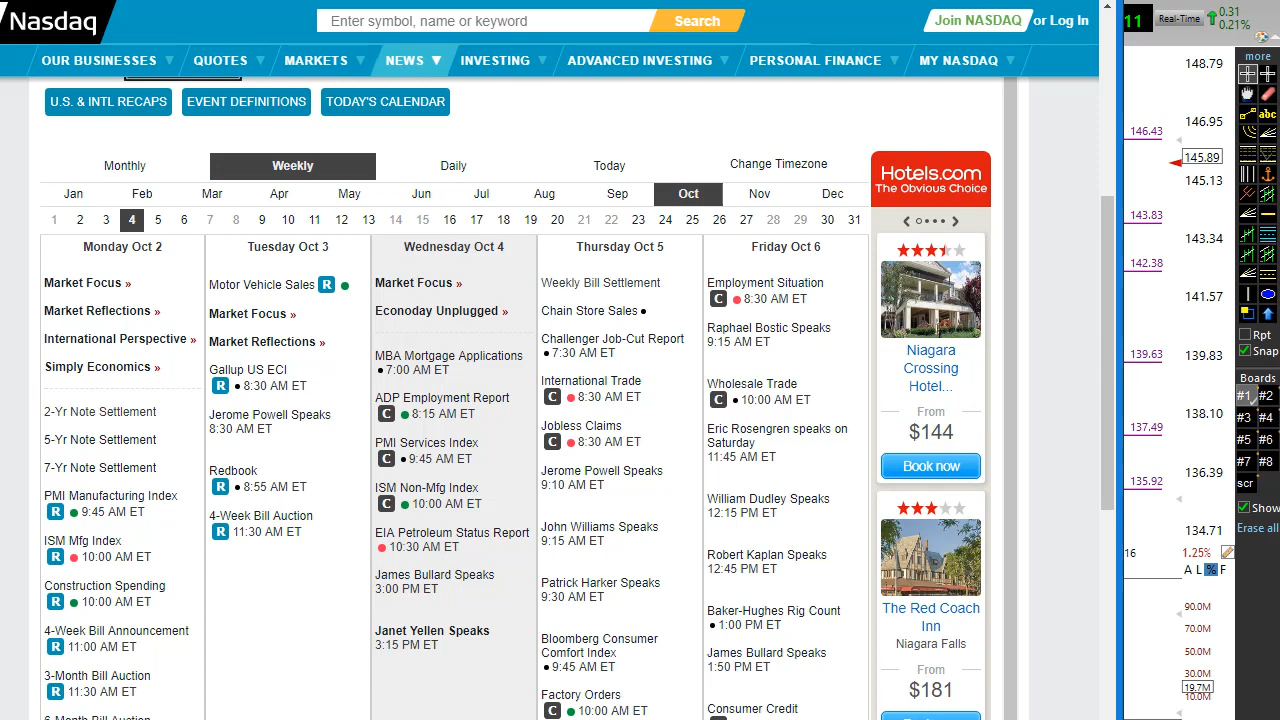 Nasdaq
Enter symbol, name or keyword
Search
Join NASDAQ or Log In
OUR BUSINESSES
QUOTES
MARKETS
NEWS
INVESTING
ADVANCED INVESTING
PERSONAL FINANCE
MY NASDAQ
U.S. & INTL RECAPS
EVENT DEFINITIONS
TODAY'S CALENDAR
Monthly
Weekly
Daily
Today
Change Timezone
Jan Feb Mar Apr May Jun Jul Aug Sep Oct Nov Dec
1 2 3 4 5 6 7 8 9 10 11 12 13 14 15 16 17 18 19 20 21 22 23 24 25 26 27 28 29 30 31
Monday Oct 2
Market Focus »
Market Reflections »
International Perspective »
Simply Economics »
2-Yr Note Settlement
5-Yr Note Settlement
7-Yr Note Settlement
PMI Manufacturing Index
R 9:45 AM ET
ISM Mfg Index
R 10:00 AM ET
Construction Spending
R 10:00 AM ET
4-Week Bill Announcement
R 11:00 AM ET
3-Month Bill Auction
R 11:30 AM ET
6-Month Bill Auction
Tuesday Oct 3
Motor Vehicle Sales R
Market Focus »
Market Reflections »
Gallup US ECI
R 8:30 AM ET
Jerome Powell Speaks
8:30 AM ET
Redbook
R 8:55 AM ET
4-Week Bill Auction
R 11:30 AM ET
Wednesday Oct 4
Market Focus »
Econoday Unplugged »
MBA Mortgage Applications
7:00 AM ET
ADP Employment Report
C 8:15 AM ET
PMI Services Index
C 9:45 AM ET
ISM Non-Mfg Index
C 10:00 AM ET
EIA Petroleum Status Report
10:30 AM ET
James Bullard Speaks
3:00 PM ET
Janet Yellen Speaks
3:15 PM ET
Thursday Oct 5
Weekly Bill Settlement
Chain Store Sales
Challenger Job-Cut Report
7:30 AM ET
International Trade
C 8:30 AM ET
Jobless Claims
C 8:30 AM ET
Jerome Powell Speaks
9:10 AM ET
John Williams Speaks
9:15 AM ET
Patrick Harker Speaks
9:30 AM ET
Bloomberg Consumer
Comfort Index
9:45 AM ET
Factory Orders
C 10:00 AM ET
Friday Oct 6
Employment Situation
C 8:30 AM ET
Raphael Bostic Speaks
9:15 AM ET
Wholesale Trade
C 10:00 AM ET
Eric Rosengren speaks on
Saturday
11:45 AM ET
William Dudley Speaks
12:15 PM ET
Robert Kaplan Speaks
12:45 PM ET
Baker-Hughes Rig Count
1:00 PM ET
James Bullard Speaks
1:50 PM ET
Consumer Credit
Hotels.com
The Obvious Choice
Niagara
Crossing
Hotel...
From
$144
Book now
The Red Coach
Inn
Niagara Falls
From
$181
11
Real-Time
0.31
0.21%
148.79
146.95
146.43
145.89
145.13
143.83
143.34
142.38
141.57
139.83
139.63
138.10
137.49
136.39
135.92
134.71
16
1.25%
A L % F
90.0M
70.0M
50.0M
30.0M
19.7M
10.0M
more
abc
Rpt
Snap
Boards
#1 #2
#3 #4
#5 #6
#7 #8
scr
Show
Erase all